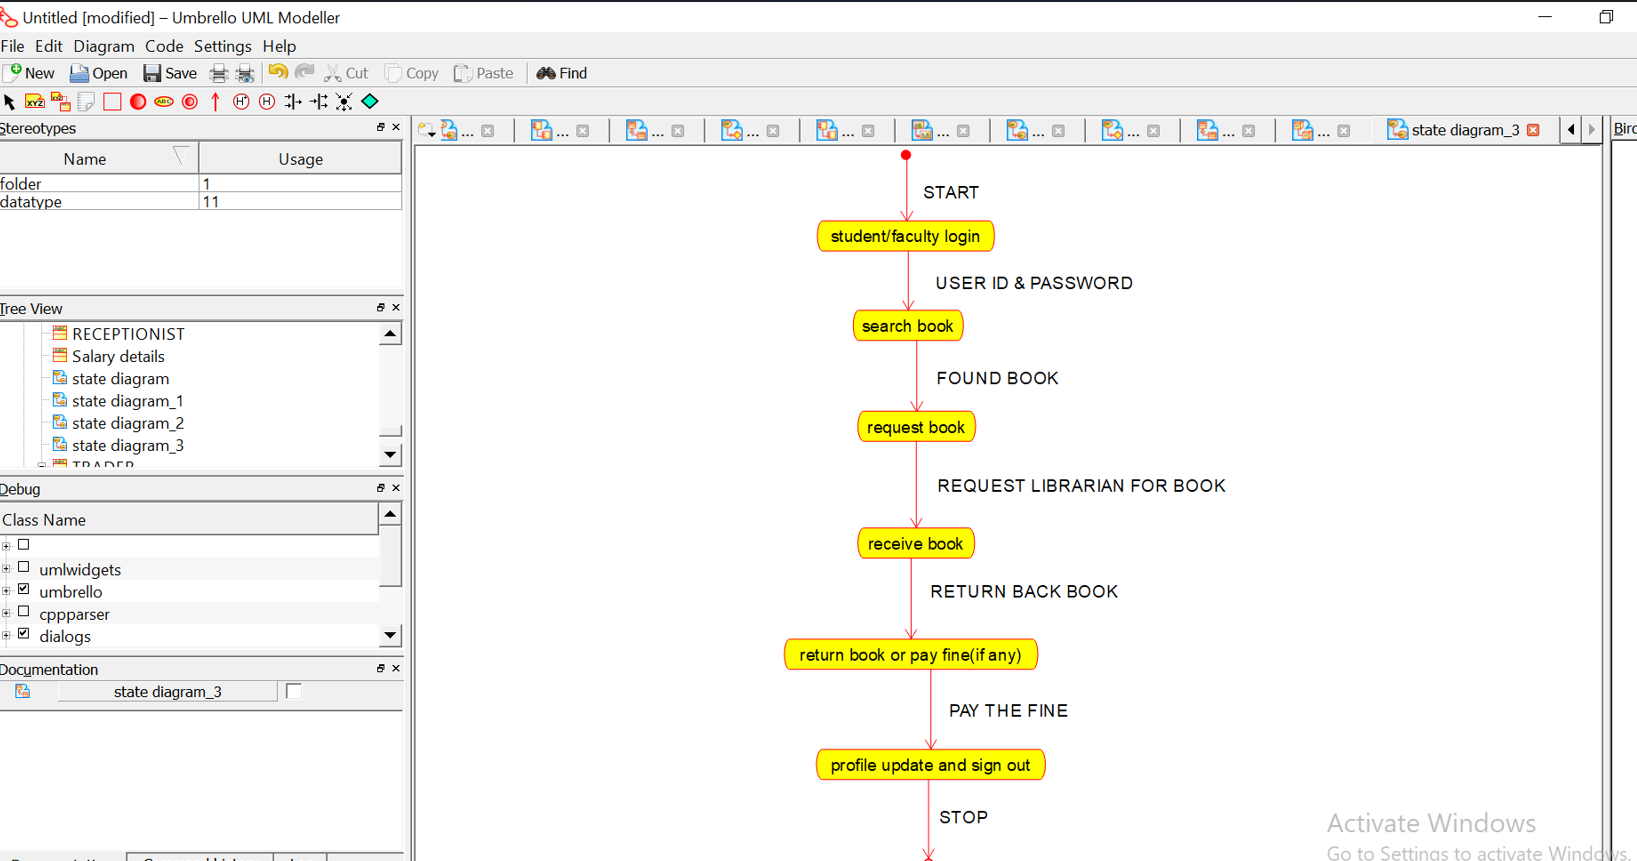 Untitled [modified] – Umbrello UML Modeller
File Edit Diagram Code Settings Help
New Open Save Cut Copy Paste Find
XYZ ABC H* H
Stereotypes
... ... ... ... ... ... ... ... ... ... state diagram_3
Name Usage
folder 1
datatype 11
Tree View
RECEPTIONIST
Salary details
state diagram
state diagram_1
state diagram_2
state diagram_3
TRADER
Debug
Class Name
umlwidgets
umbrello
cppparser
dialogs
Documentation
state diagram_3
START
student/faculty login
USER ID & PASSWORD
search book
FOUND BOOK
request book
REQUEST LIBRARIAN FOR BOOK
receive book
RETURN BACK BOOK
return book or pay fine(if any)
PAY THE FINE
profile update and sign out
STOP
Activate Windows
Go to Settings to activate Windows.